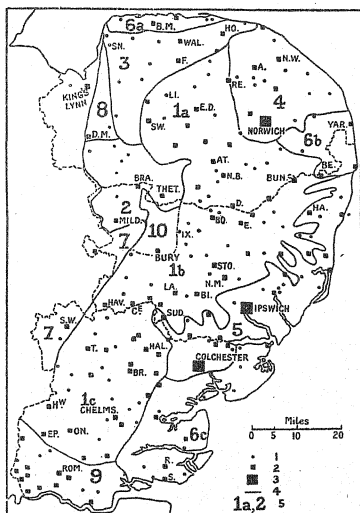 6a
B.M.
HO.
SN.
WAL.
3
F.
N.W.
KING'S
LYNN
A.
LI.
RE.
4
1a
E.D.
8
SW.
NORWICH
YAR.
D.M.
6b
AT.
BE.
BRA.
N.B.
BUN.
THET.
2
D.
HA.
MILD.
BO.
E.
10
IX.
7
BURY
STO.
1b
N.M.
LA.
BI.
HAV.
CE
IPSWICH
S.W.
SUD.
7
5
T.
HAL.
COLCHESTER
BR.
1c
HW
CHELMS.
Miles
EP.
ON.
6c
0 5 10 15 20
9
R.
ROM.
S.
1
2
3
4
1a,2 5